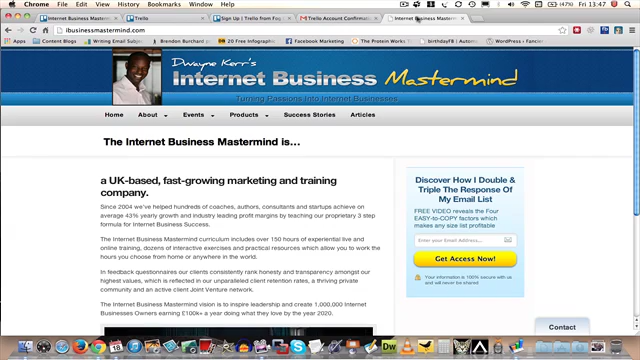 Chrome File Edit View History Bookmarks Window Help
(47%) Fri 13:47
Internet Business Mastermind
Trello
Sign Up | Trello from Fog
Trello Account Confirmat
Internet Business Masterm
ibusinessmastermind.com
Apps
Content Blogs
Writing Email Subject
Brendon Burchard
20 Free Infographic
The Protein Works
birthdayFB
Automotive
WordPress › Fancier
Dwayne Kerr's
Internet Business Mastermind
Turning Passions Into Internet Businesses
Home About Events Products Success Stories Articles
The Internet Business Mastermind is...
a UK-based, fast-growing marketing and training
company.
Since 2004 we've helped hundreds of coaches, authors, consultants and startups achieve on
average 43% yearly growth and industry leading profit margins by teaching our proprietary 3 step
formula for Internet Business Success.
The Internet Business Mastermind curriculum includes over 150 hours of experiential live and
online training, dozens of interactive exercises and practical resources which allow you to work the
hours you choose from home or anywhere in the world.
In feedback questionnaires our clients consistently rank honesty and transparency amongst our
highest values, which is reflected in our unparalleled client retention rates, a thriving private
community and an active client Joint Venture network.
The Internet Business Mastermind vision is to inspire leadership and create 1,000,000 Internet
Businesses Owners earning £100k+ a year doing what they love by the year 2020.
Discover How I Double &
Triple The Response Of
My Email List
FREE VIDEO reveals the Four
EASY-to-COPY factors which
makes any size list profitable
Enter your Email Address...
Get Access Now!
Your information is 100% secure with us
and will never be shared
Contact
18
Dw